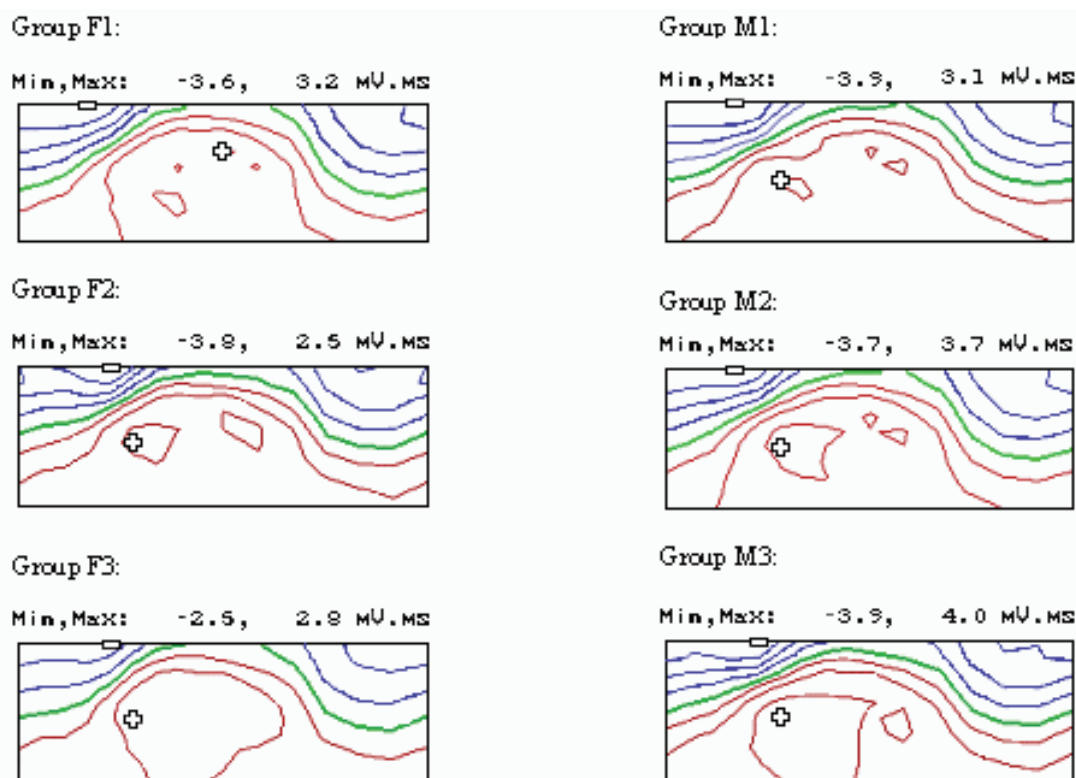 Group F1:
Min,Max: -3.6, 3.2 mV.ms
Group M1:
Min,Max: -3.9, 3.1 mV.ms
Group F2:
Min,Max: -3.8, 2.5 mV.ms
Group M2:
Min,Max: -3.7, 3.7 mV.ms
Group F3:
Min,Max: -2.5, 2.8 mV.ms
Group M3:
Min,Max: -3.9, 4.0 mV.ms